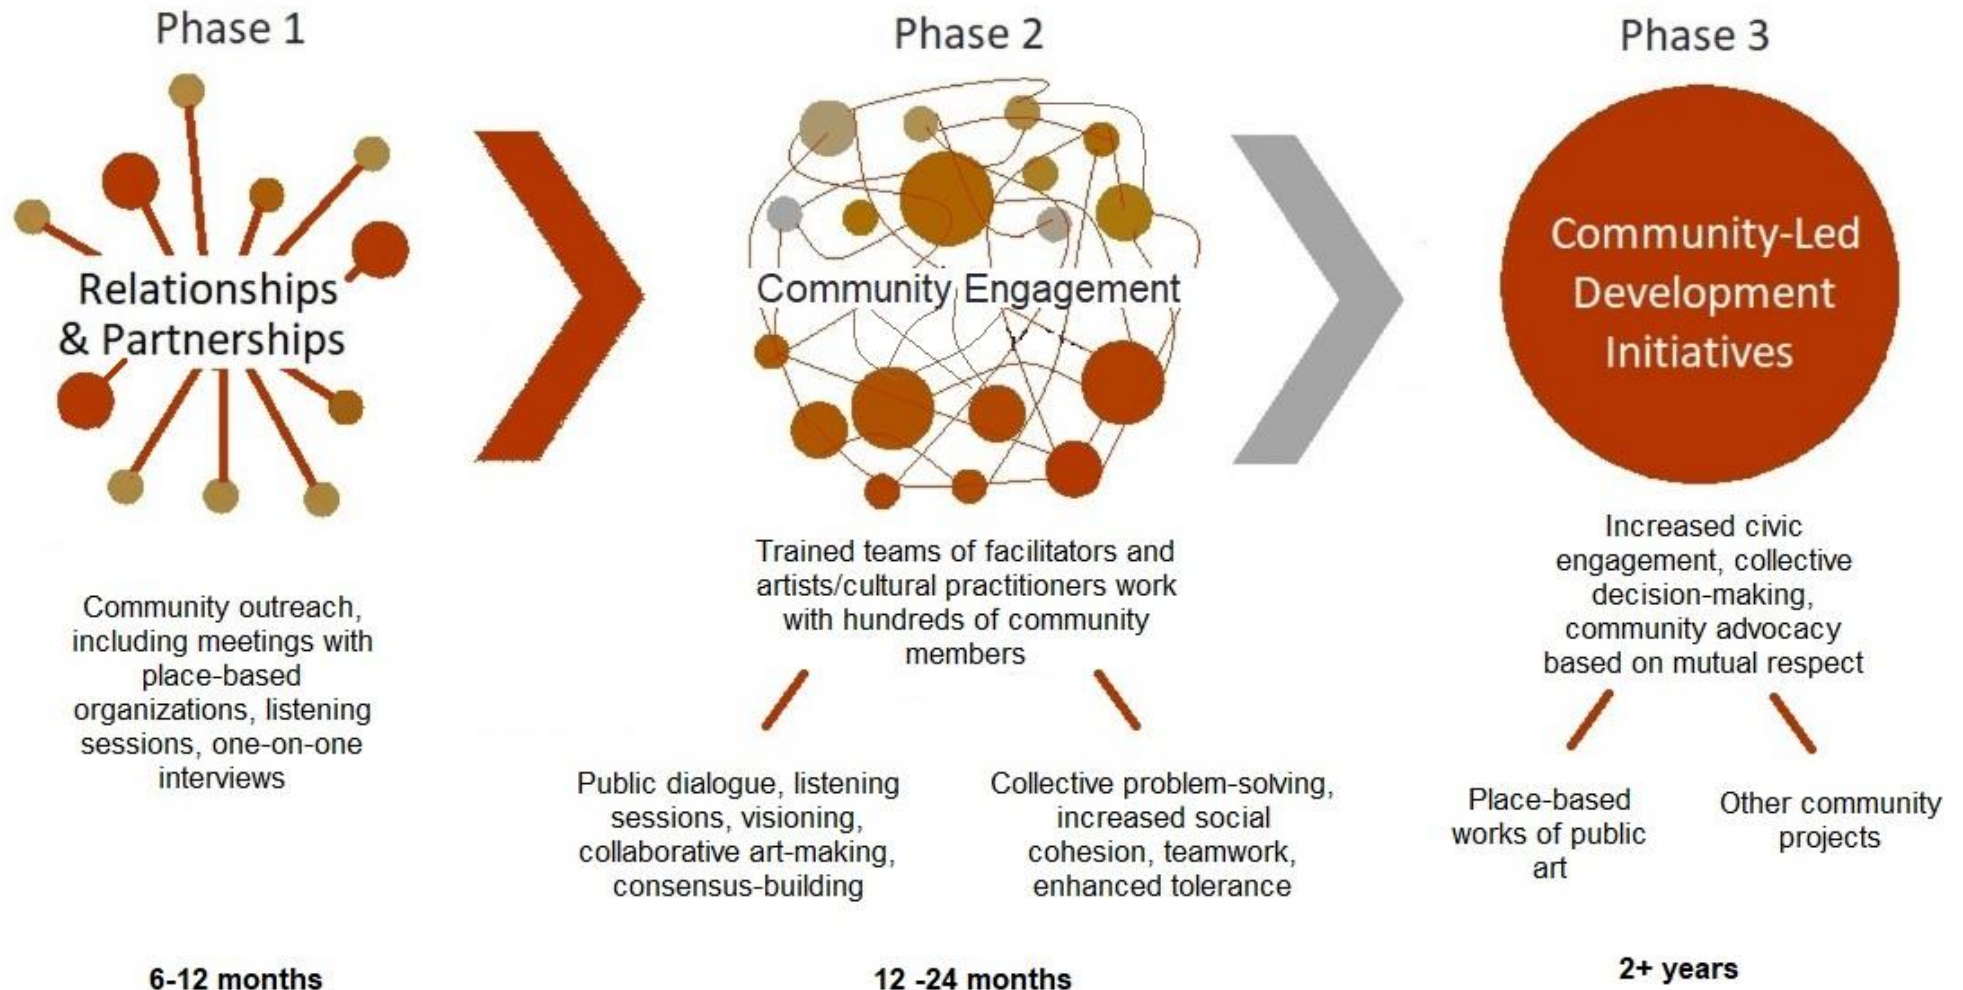 Phase 1
Relationships
& Partnerships
Community outreach,
including meetings with
place-based
organizations, listening
sessions, one-on-one
interviews
6-12 months
Phase 2
Community Engagement
Trained teams of facilitators and
artists/cultural practitioners work
with hundreds of community
members
Public dialogue, listening
sessions, visioning,
collaborative art-making,
consensus-building
Collective problem-solving,
increased social
cohesion, teamwork,
enhanced tolerance
12 -24 months
Phase 3
Community-Led
Development
Initiatives
Increased civic
engagement, collective
decision-making,
community advocacy
based on mutual respect
Place-based
works of public
art
Other community
projects
2+ years